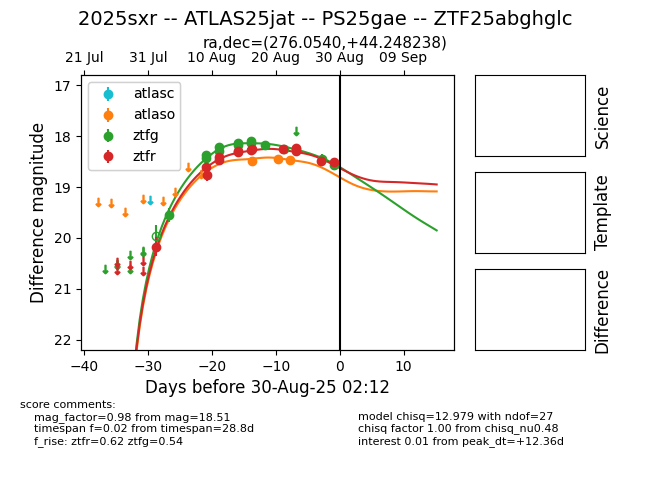 2025sxr -- ATLAS25jat -- PS25gae -- ZTF25abghglc
ra,dec=(276.0540,+44.248238)
21 Jul 31 Jul 10 Aug 20 Aug 30 Aug 09 Sep
17
18
19
20
21
22
Difference magnitude
atlasc
atlaso
ztfg
ztfr
−40 −30 −20 −10 0 10
Days before 30-Aug-25 02:12
Science
Template
Difference
score comments:
mag_factor=0.98 from mag=18.51
timespan f=0.02 from timespan=28.8d
f_rise: ztfr=0.62 ztfg=0.54
model chisq=12.979 with ndof=27
chisq factor 1.00 from chisq_nu0.48
interest 0.01 from peak_dt=+12.36d